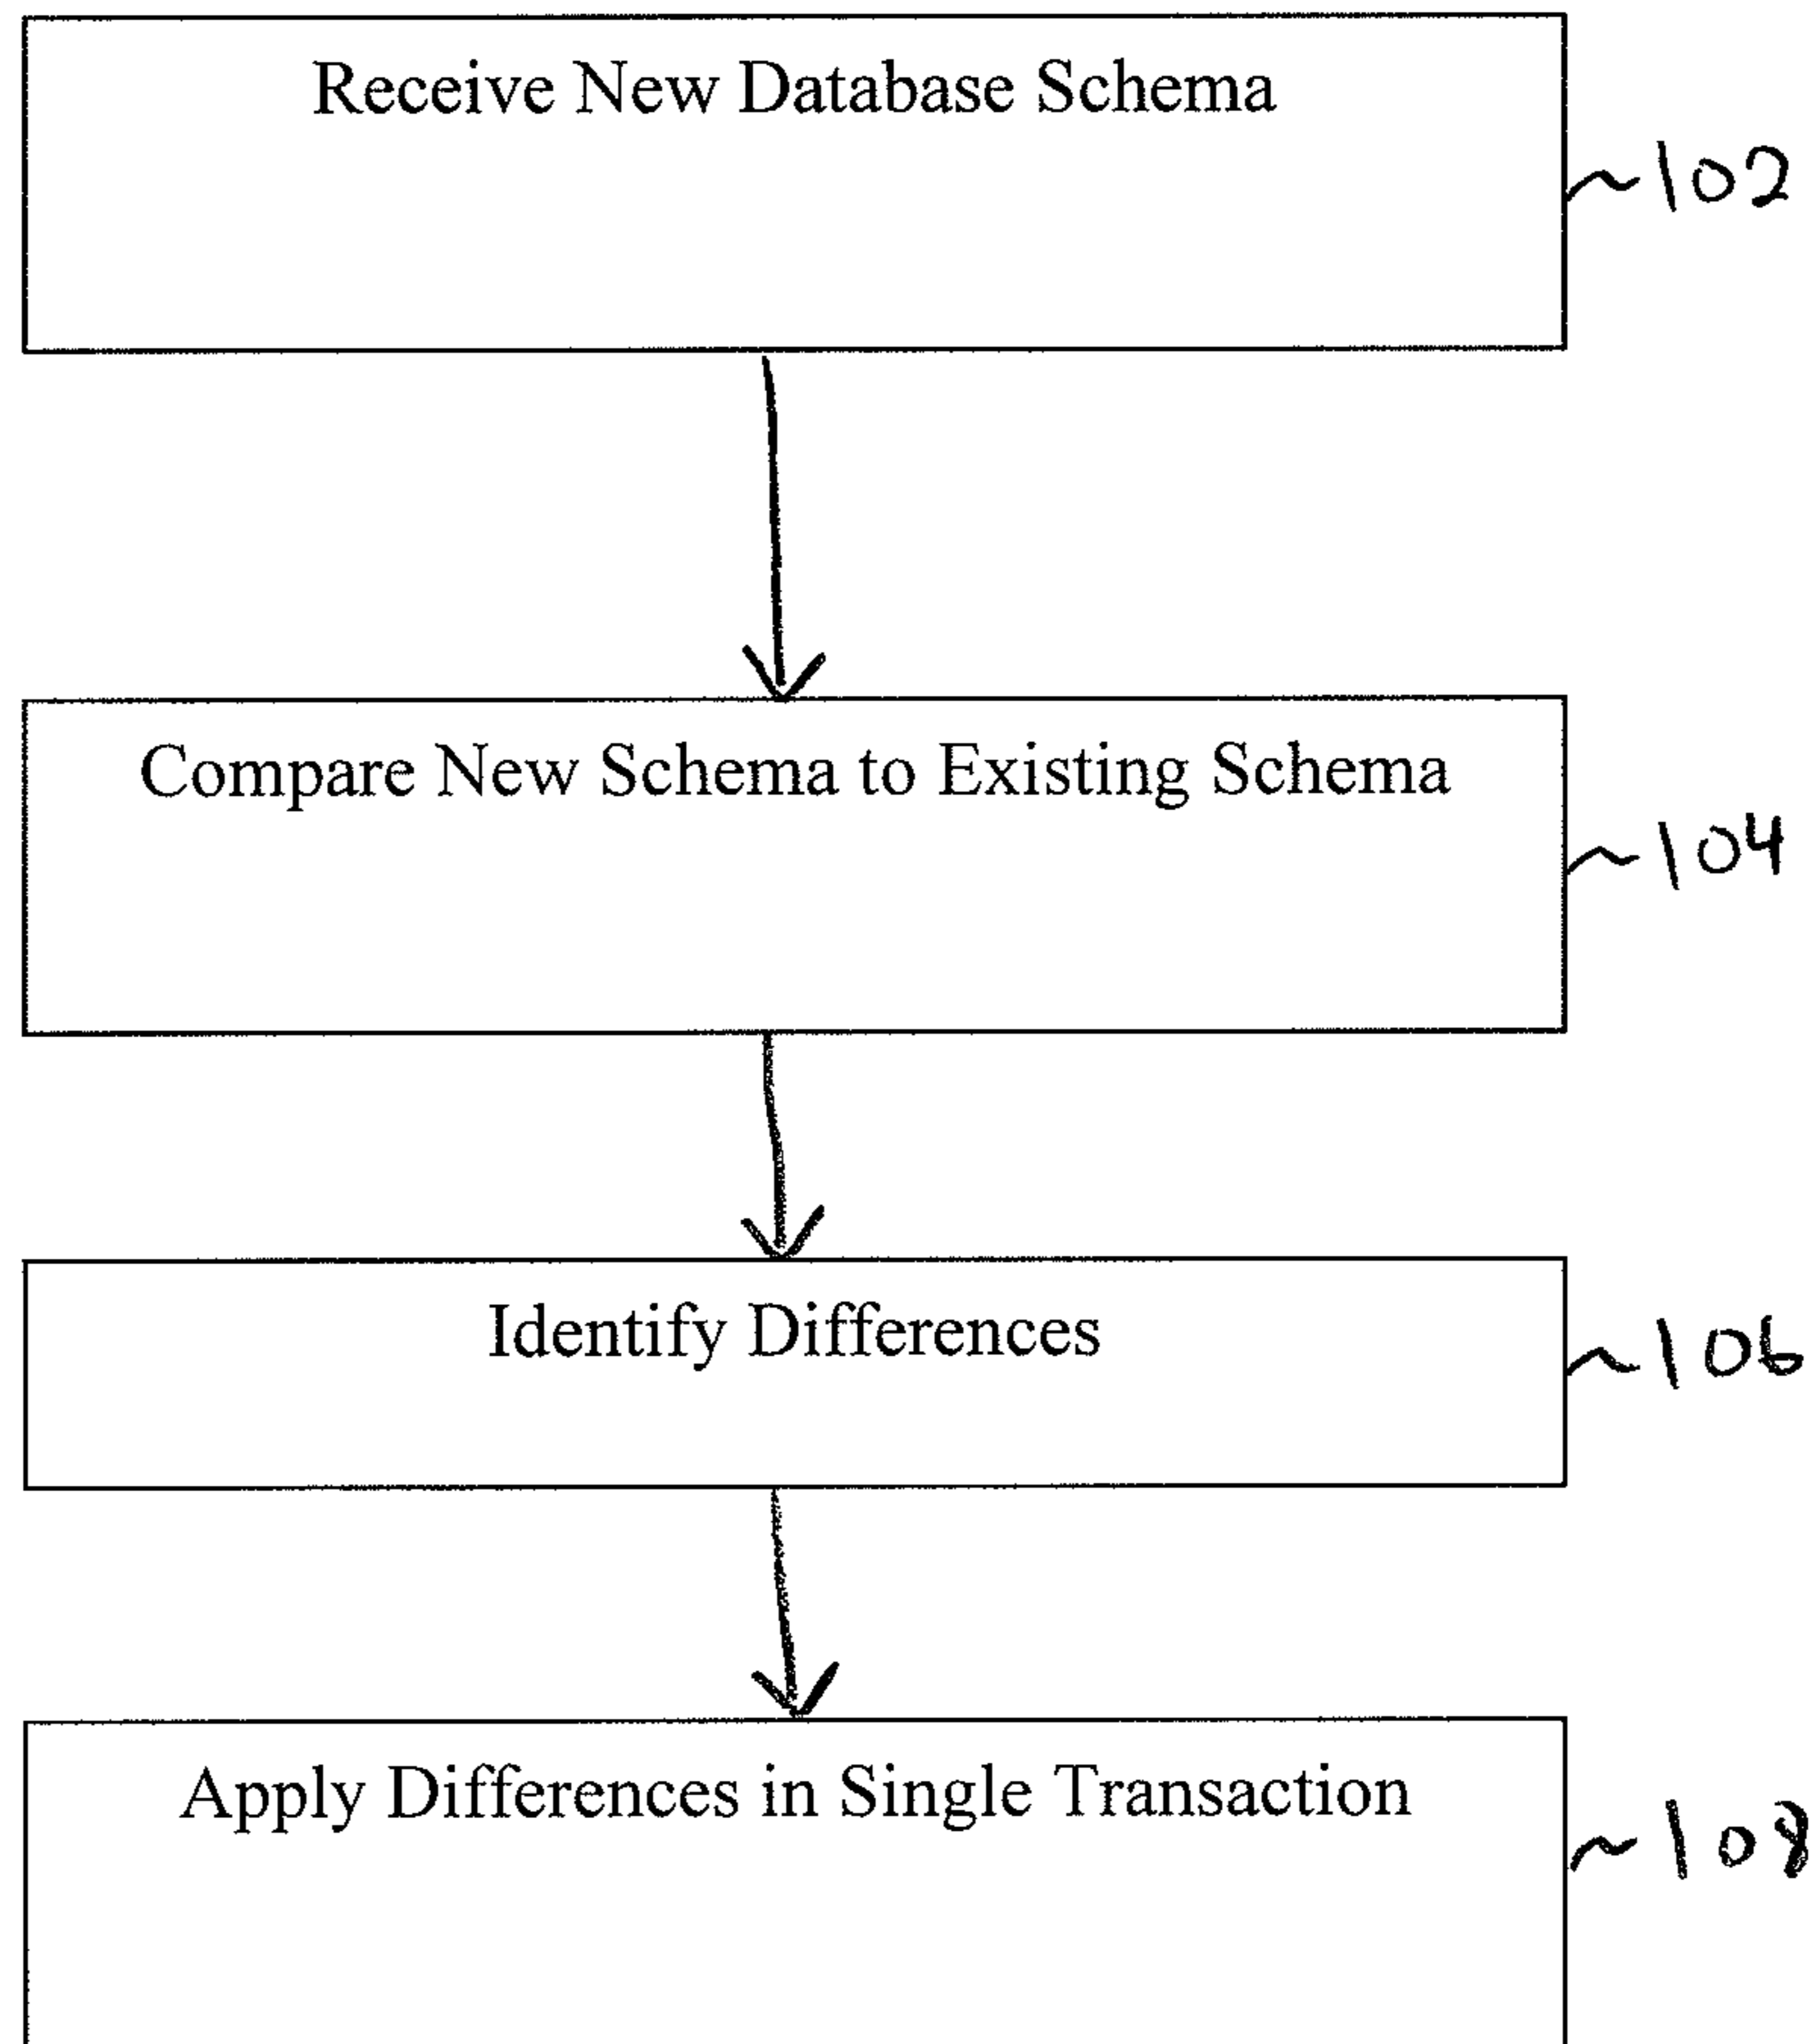 Receive New Database Schema
~102
Compare New Schema to Existing Schema
~104
Identify Differences
~106
Apply Differences in Single Transaction
~108